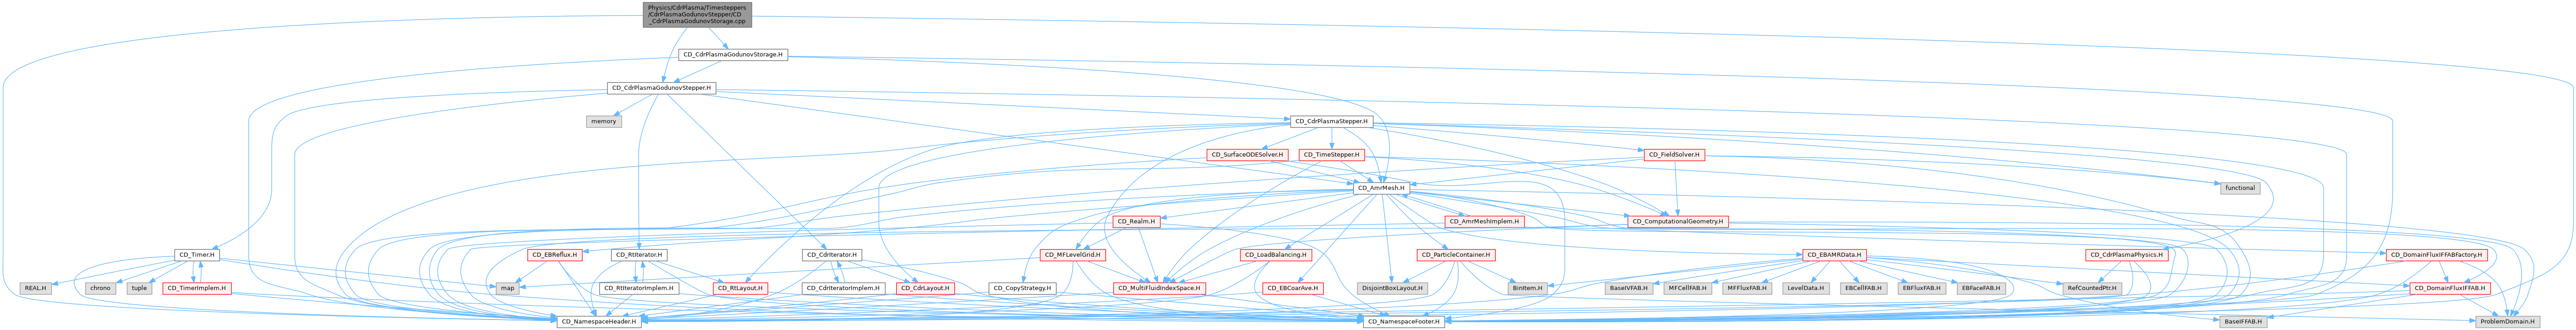 Physics/CdrPlasma/Timesteppers
/CdrPlasmaGodunovStepper/CD
_CdrPlasmaGodunovStorage.cpp
CD_CdrPlasmaGodunovStorage.H
CD_CdrPlasmaGodunovStepper.H
memory
CD_CdrPlasmaStepper.H
CD_SurfaceODESolver.H
CD_TimeStepper.H
CD_FieldSolver.H
CD_AmrMesh.H
functional
CD_Realm.H
CD_AmrMeshImplem.H
CD_ComputationalGeometry.H
CD_Timer.H
CD_EBReflux.H
CD_RtIterator.H
CD_CdrIterator.H
CD_MFLevelGrid.H
CD_LoadBalancing.H
CD_ParticleContainer.H
CD_EBAMRData.H
CD_CdrPlasmaPhysics.H
CD_DomainFluxIFFABFactory.H
REAL.H
chrono
tuple
CD_TimerImplem.H
map
CD_RtIteratorImplem.H
CD_RtLayout.H
CD_CdrIteratorImplem.H
CD_CdrLayout.H
CD_CopyStrategy.H
CD_MultiFluidIndexSpace.H
CD_EBCoarAve.H
DisjointBoxLayout.H
BinItem.H
BaseIVFAB.H
MFCellFAB.H
MFFluxFAB.H
LevelData.H
EBCellFAB.H
EBFluxFAB.H
EBFaceFAB.H
RefCountedPtr.H
CD_DomainFluxIFFAB.H
CD_NamespaceHeader.H
CD_NamespaceFooter.H
BaseIFFAB.H
ProblemDomain.H